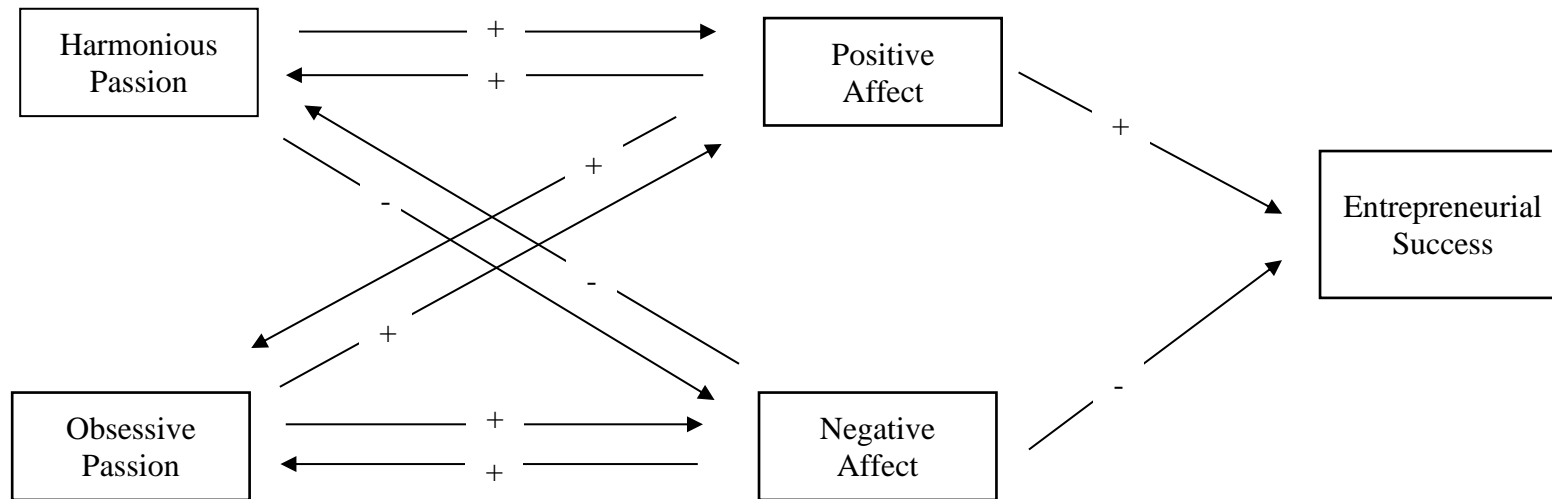 Harmonious
Passion
+
+
Positive
Affect
+
+
-
Entrepreneurial
Success
-
+
Obsessive
Passion
+
+
Negative
Affect
-